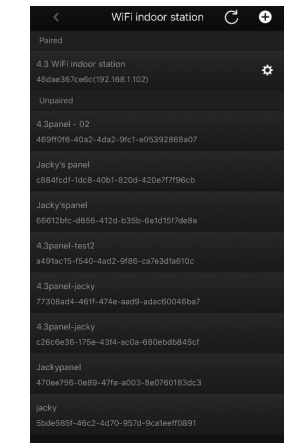 WiFi indoor station
Paired
4.3 WiFi indoor station
46dae367ce6c(192.168.1.102)
Unpaired
4.3panel - 02
469ff0f6-40a2-4da2-9fc1-e05392868a07
Jacky's panel
c884fcdf-1dc8-40b1-820d-420e7f7f96cb
Jacky'spanel
66612bfc-d656-412d-b35b-6e1d15f7de8e
4.3panel-test2
a491ac15-f540-4ad2-9f86-ca7e3dfa610c
4.3panel-jacky
77308ad4-461f-474e-aad9-adac60046ba7
4.3panel-jacky
c26c6e36-175e-43f4-ac0a-680ebdb845cf
Jackypanel
470ee756-0e89-47fe-a003-8e0760183dc3
jacky
5bde585f-46c2-4d70-957d-9ca1eeff0891